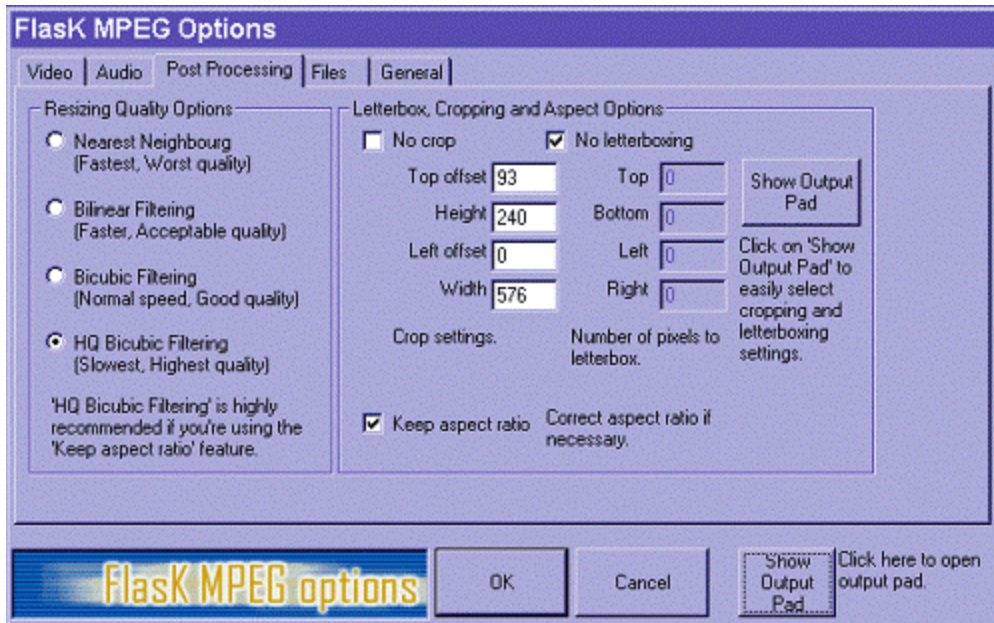 FlasK MPEG Options
Video
Audio
Post Processing
Files
General
Resizing Quality Options
Nearest Neighbourg
(Fastest, Worst quality)
Bilinear Filtering
(Faster, Acceptable quality)
Bicubic Filtering
(Normal speed, Good quality)
HQ Bicubic Filtering
(Slowest, Highest quality)
'HQ Bicubic Filtering' is highly
recommended if you're using the
'Keep aspect ratio' feature.
Letterbox, Cropping and Aspect Options
No crop
No letterboxing
Top offset 93
Height 240
Left offset 0
Width 576
Crop settings.
Top 0
Bottom 0
Left 0
Right 0
Number of pixels to
letterbox.
Show Output
Pad
Click on 'Show
Output Pad' to
easily select
cropping and
letterboxing
settings.
Keep aspect ratio
Correct aspect ratio if
necessary.
FlasK MPEG options
OK
Cancel
Show
Output
Pad
Click here to open
output pad.